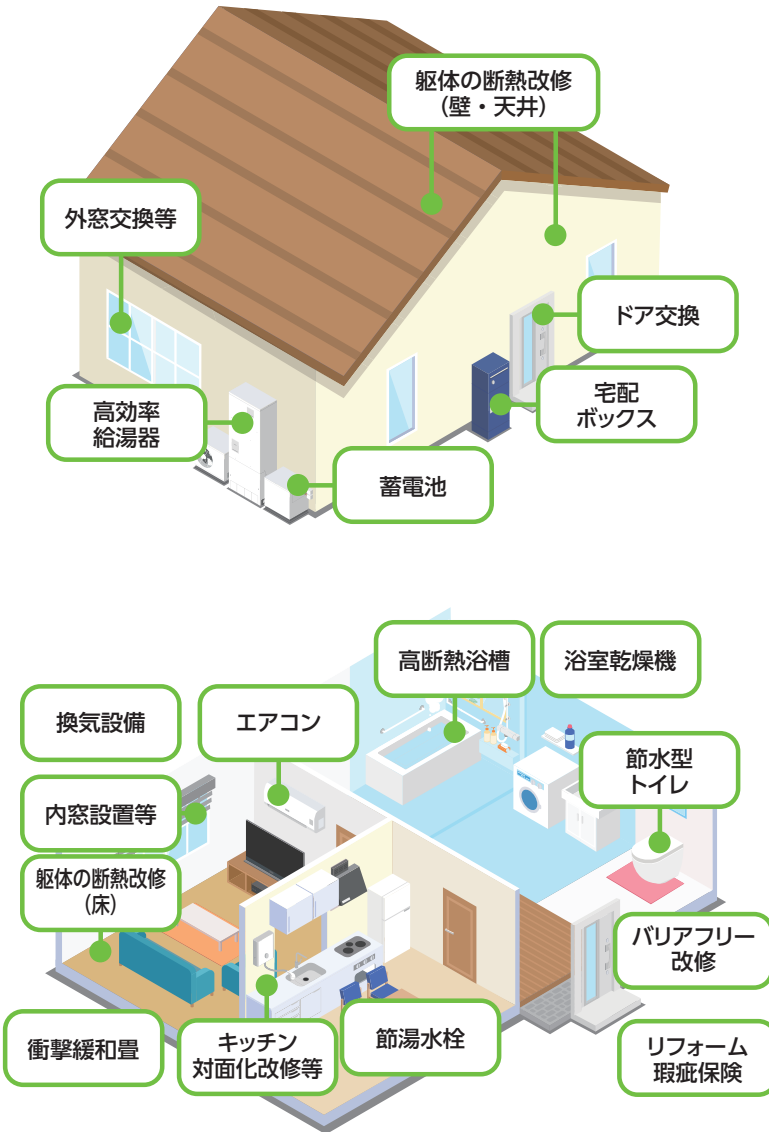 躯体の断熱改修
（壁・天井）
外窓交換等
ドア交換
高効率
給湯器
宅配
ボックス
蓄電池
高断熱浴槽
浴室乾燥機
換気設備
エアコン
節水型
トイレ
内窓設置等
躯体の断熱改修
（床）
バリアフリー
改修
衝撃緩和畳
キッチン
対面化改修等
節湯水栓
リフォーム
瑕疵保険